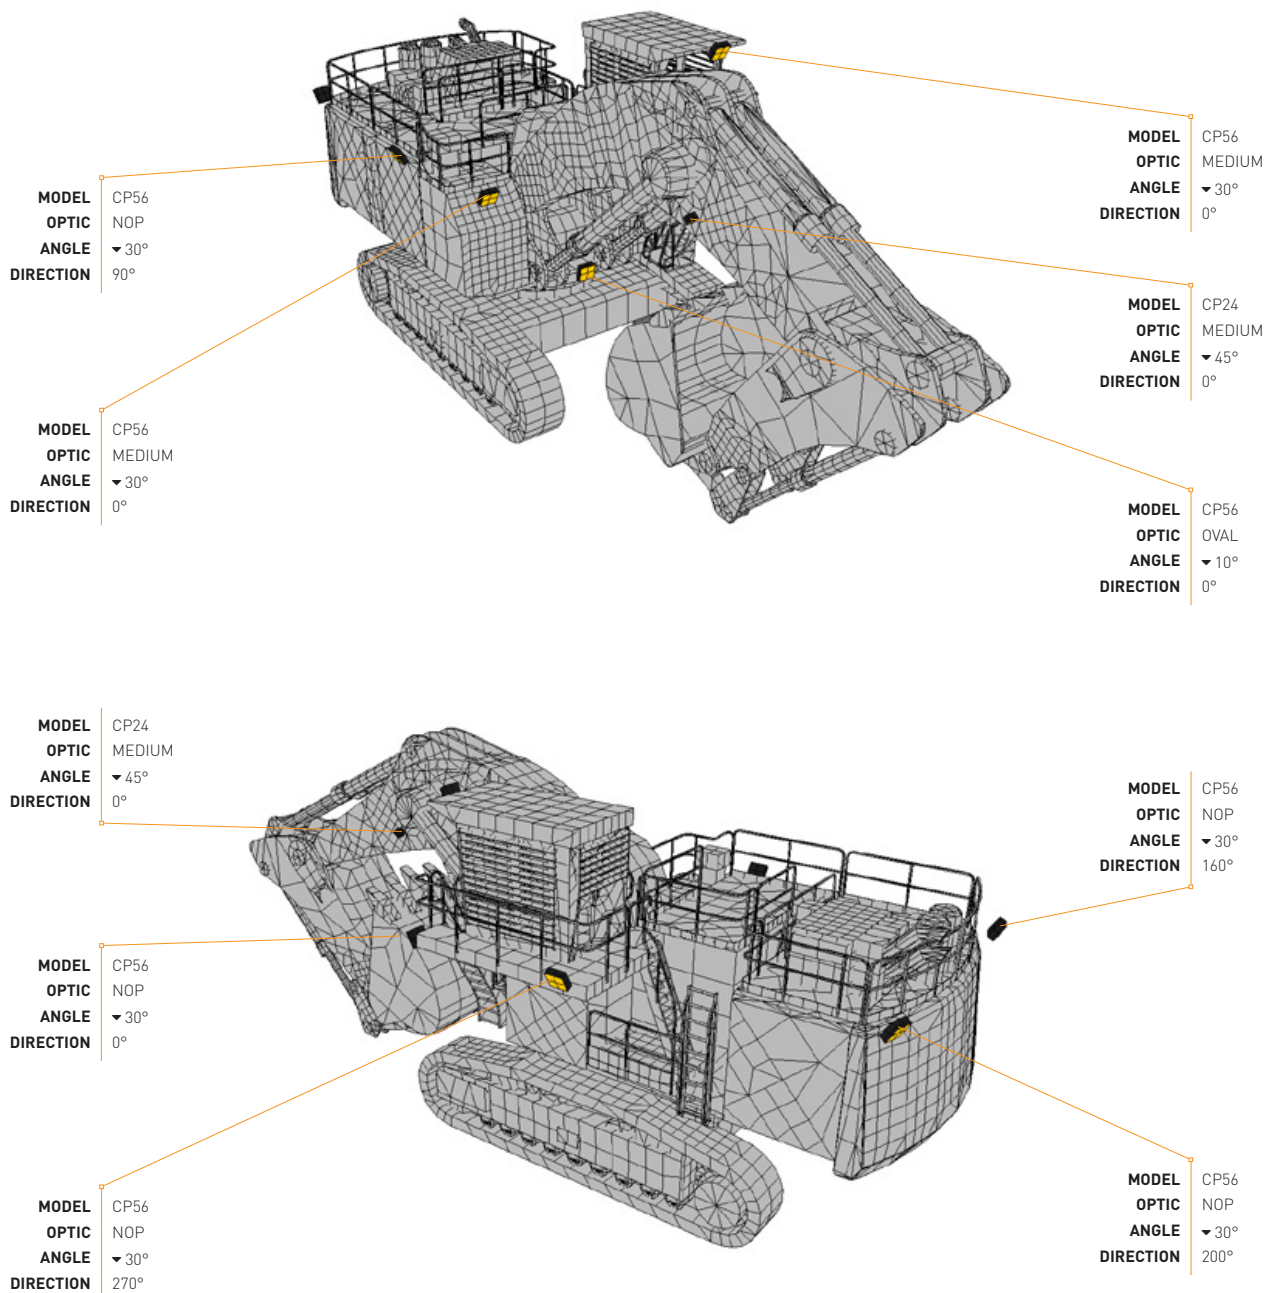 MODEL CP56
OPTIC MEDIUM
ANGLE ▾ 30°
DIRECTION 0°
MODEL CP56
OPTIC NOP
ANGLE ▾ 30°
DIRECTION 90°
MODEL CP24
OPTIC MEDIUM
ANGLE ▾ 45°
DIRECTION 0°
MODEL CP56
OPTIC MEDIUM
ANGLE ▾ 30°
DIRECTION 0°
MODEL CP56
OPTIC OVAL
ANGLE ▾ 10°
DIRECTION 0°
MODEL CP24
OPTIC MEDIUM
ANGLE ▾ 45°
DIRECTION 0°
MODEL CP56
OPTIC NOP
ANGLE ▾ 30°
DIRECTION 160°
MODEL CP56
OPTIC NOP
ANGLE ▾ 30°
DIRECTION 0°
MODEL CP56
OPTIC NOP
ANGLE ▾ 30°
DIRECTION 200°
MODEL CP56
OPTIC NOP
ANGLE ▾ 30°
DIRECTION 270°